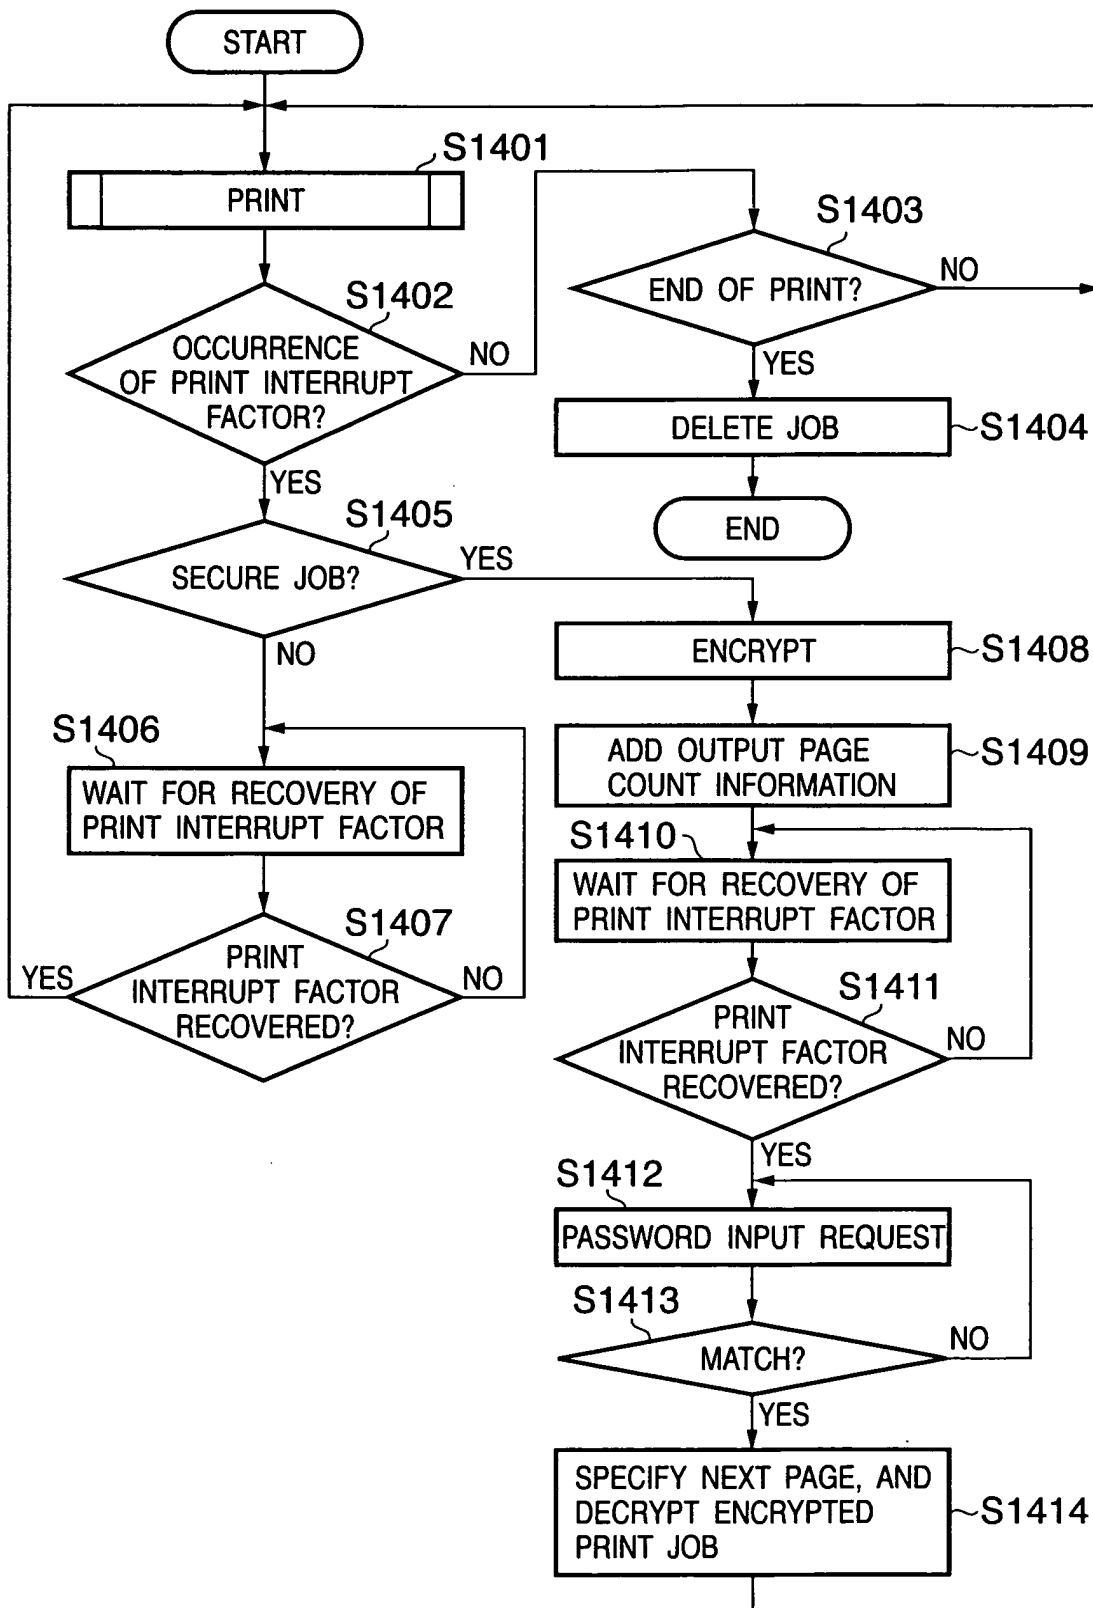 START
S1401
PRINT
S1402
OCCURRENCE
OF PRINT INTERRUPT
FACTOR?
NO
YES
S1403
END OF PRINT?
NO
YES
DELETE JOB
S1404
END
S1405
SECURE JOB?
YES
NO
S1406
WAIT FOR RECOVERY OF
PRINT INTERRUPT FACTOR
S1407
PRINT
INTERRUPT FACTOR
RECOVERED?
YES
NO
ENCRYPT
S1408
ADD OUTPUT PAGE
COUNT INFORMATION
S1409
S1410
WAIT FOR RECOVERY OF
PRINT INTERRUPT FACTOR
S1411
PRINT
INTERRUPT FACTOR
RECOVERED?
NO
YES
S1412
PASSWORD INPUT REQUEST
S1413
MATCH?
NO
YES
SPECIFY NEXT PAGE, AND
DECRYPT ENCRYPTED
PRINT JOB
S1414